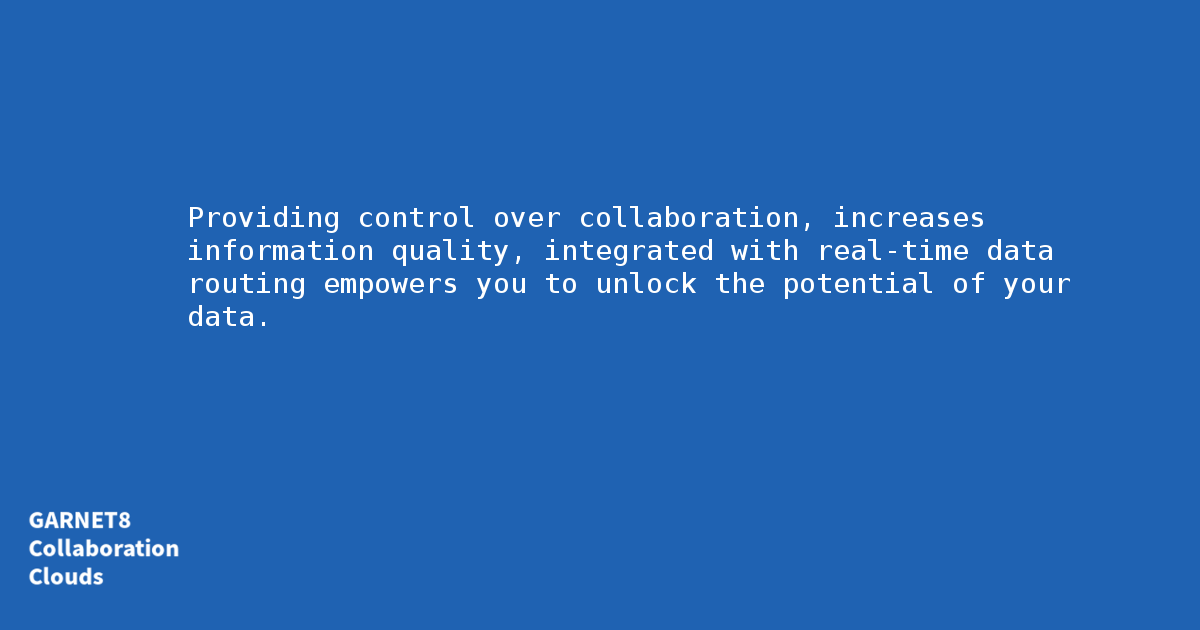 Providing control over collaboration, increases
information quality, integrated with real-time data
routing empowers you to unlock the potential of your
data.
GARNET8
Collaboration
Clouds